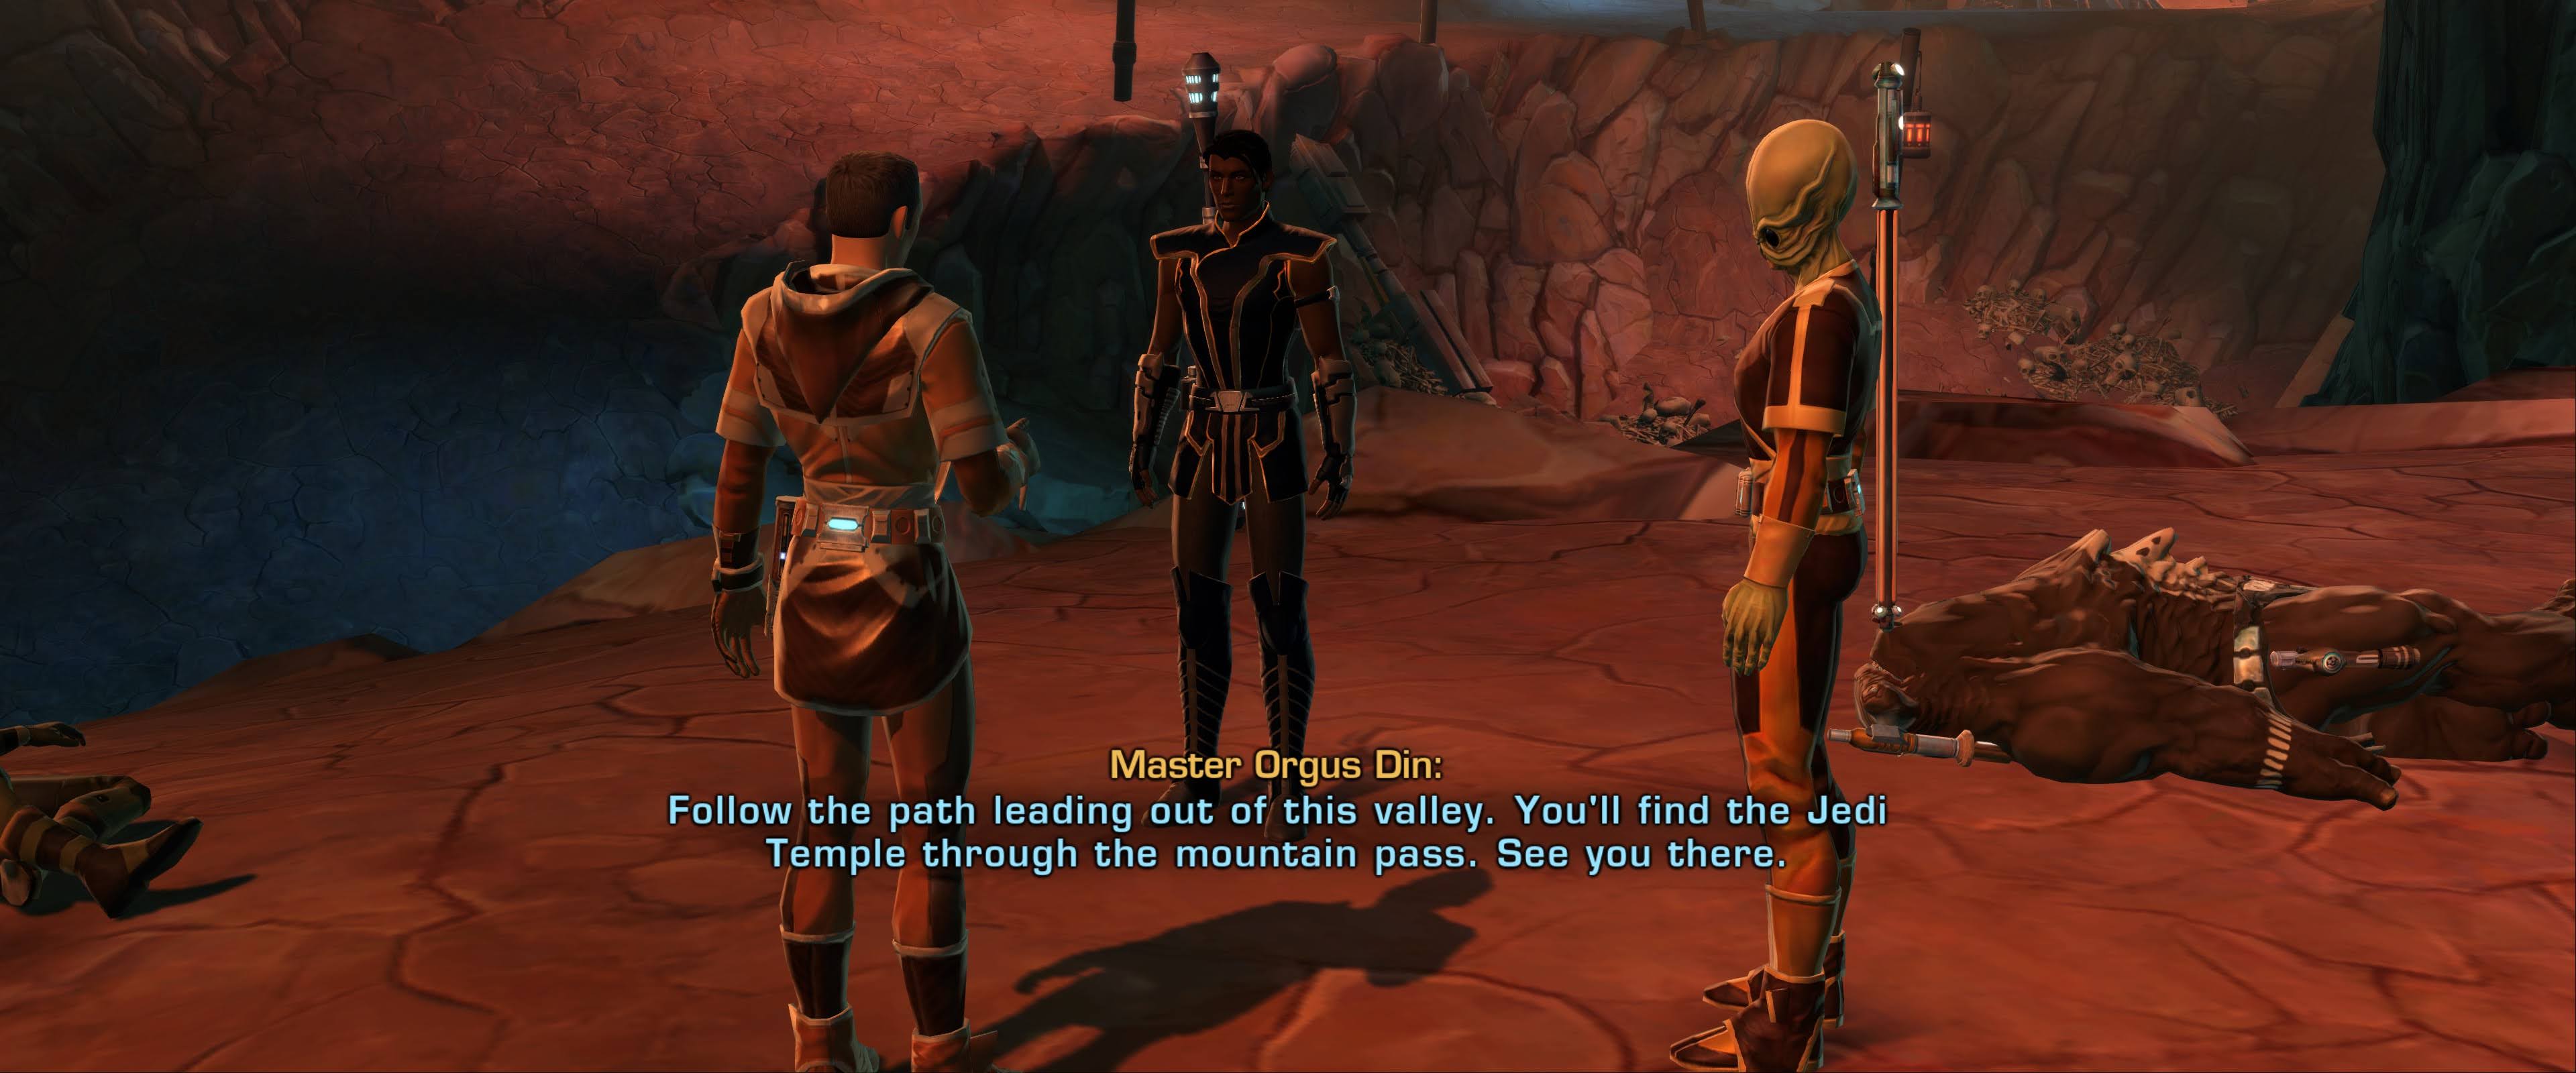 Master Orgus Din:
Follow the path leading out of this valley. You'll find the Jedi
Temple through the mountain pass. See you there.